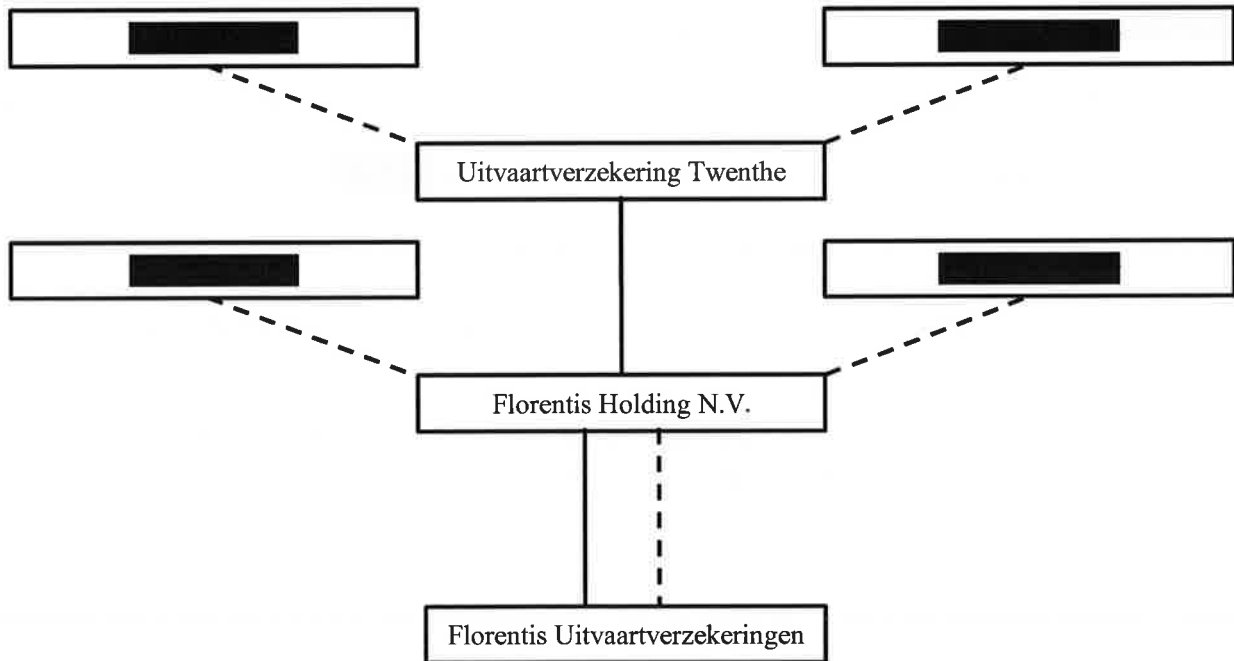 Uitvaartverzekering Twenthe
Florentis Holding N.V.
Florentis Uitvaartverzekeringen